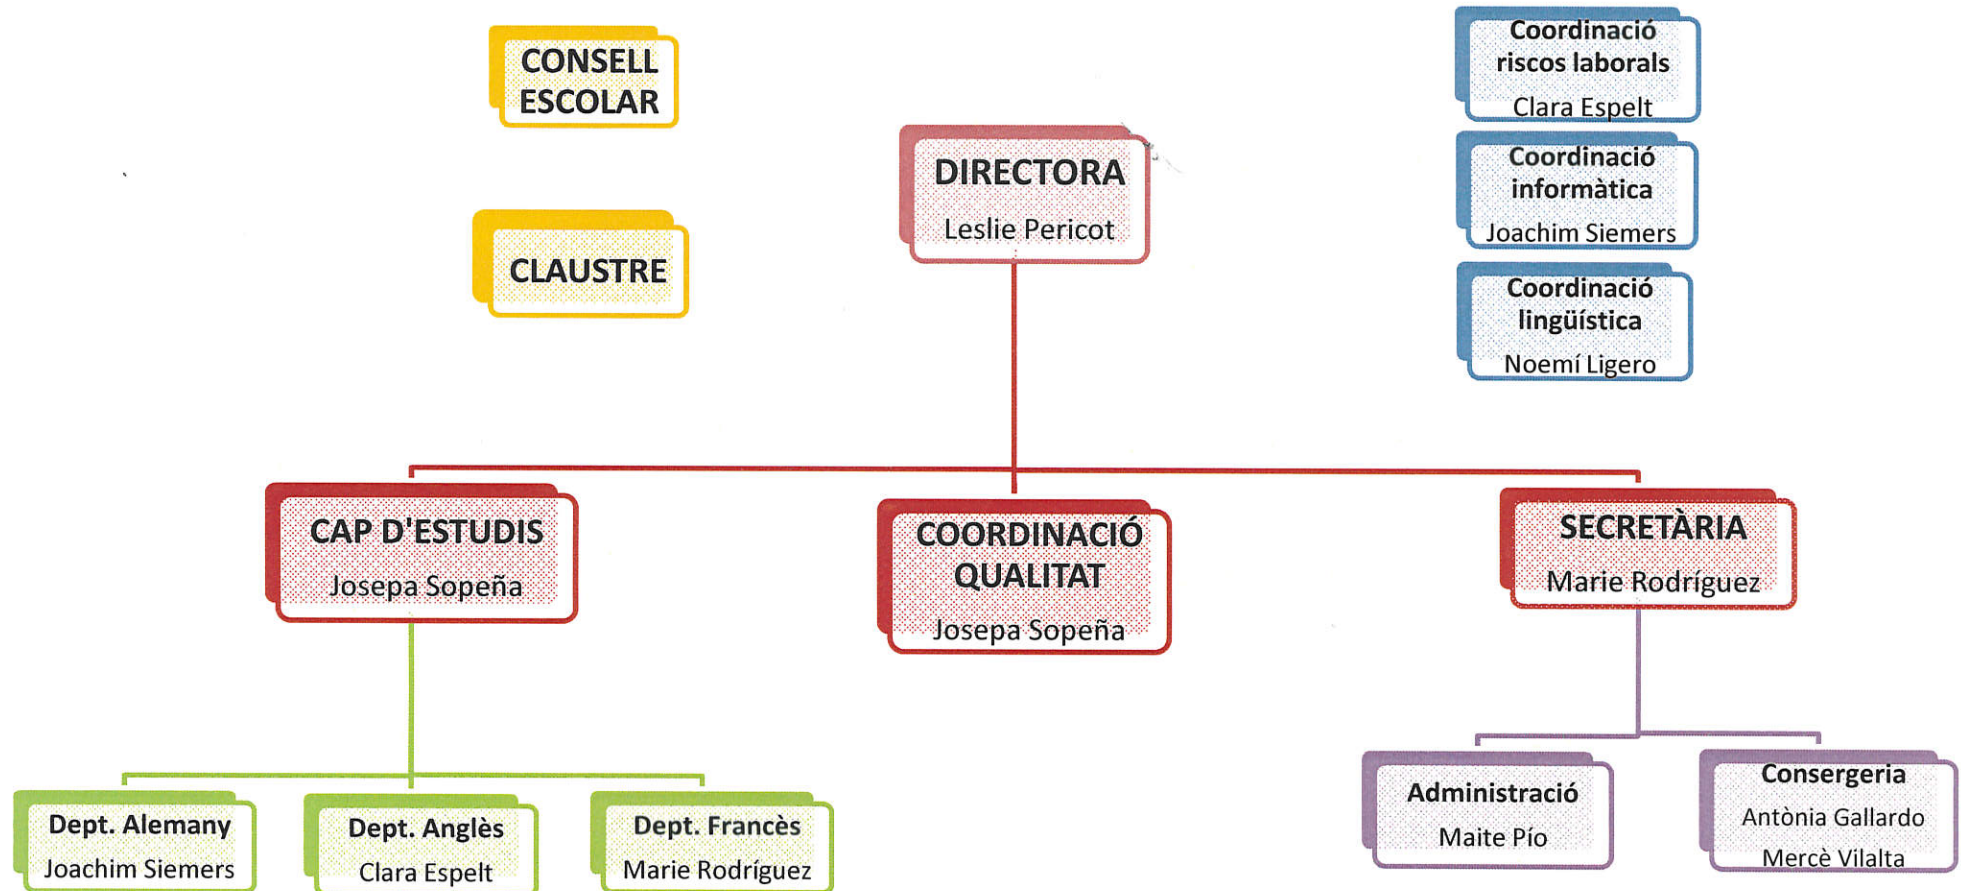 CONSELL
ESCOLAR
CLAUSTRE
DIRECTORA
Leslie Pericot
Coordinació
riscos laborals
Clara Espelt
Coordinació
informàtica
Joachim Siemers
Coordinació
lingüística
Noemí Ligero
CAP D'ESTUDIS
Josepa Sopeña
COORDINACIÓ
QUALITAT
Josepa Sopeña
SECRETÀRIA
Marie Rodríguez
Dept. Alemany
Joachim Siemers
Dept. Anglès
Clara Espelt
Dept. Francès
Marie Rodríguez
Administració
Maite Pío
Consergeria
Antònia Gallardo
Mercè Vilalta